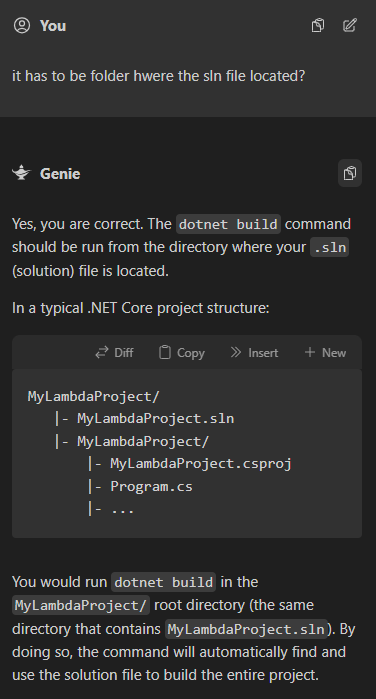 You
it has to be folder hwere the sln file located?
Genie
Yes, you are correct. The dotnet build command
should be run from the directory where your .sln
(solution) file is located.
In a typical .NET Core project structure:
Diff Copy Insert New
MyLambdaProject/
|- MyLambdaProject.sln
|- MyLambdaProject/
|- MyLambdaProject.csproj
|- Program.cs
|- ...
You would run dotnet build in the
MyLambdaProject/ root directory (the same
directory that contains MyLambdaProject.sln). By
doing so, the command will automatically find and
use the solution file to build the entire project.